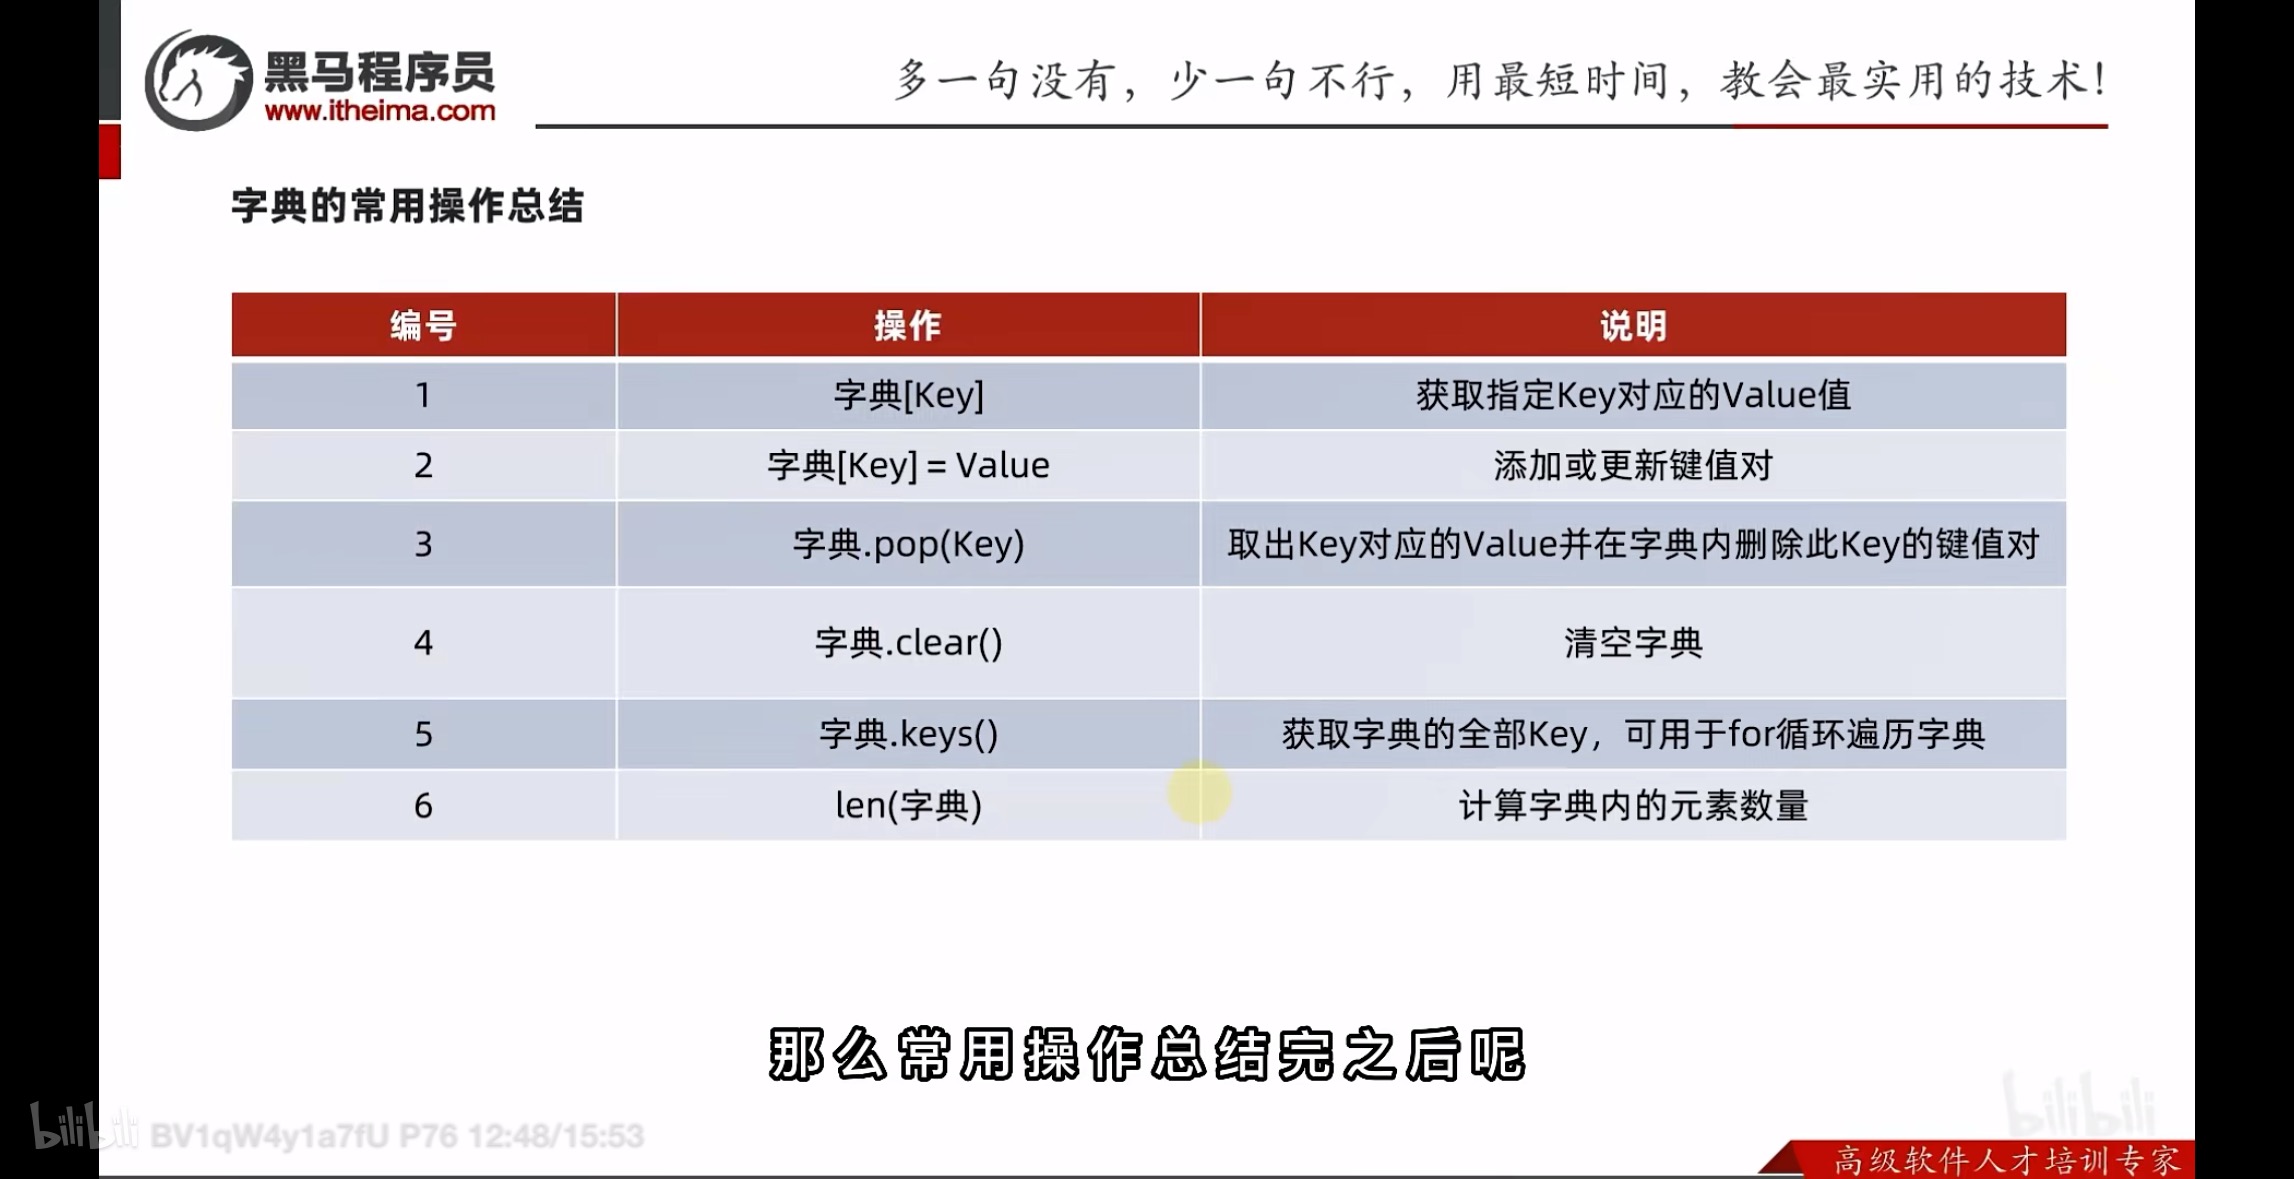 黑马程序员
www.itheima.com
多一句没有，少一句不行，用最短时间，教会最实用的技术！
字典的常用操作总结
编号 操作 说明
1 字典[Key] 获取指定Key对应的Value值
2 字典[Key] = Value 添加或更新键值对
3 字典.pop(Key) 取出Key对应的Value并在字典内删除此Key的键值对
4 字典.clear() 清空字典
5 字典.keys() 获取字典的全部Key，可用于for循环遍历字典
6 len(字典) 计算字典内的元素数量
那么常用操作总结完之后呢
bilibili BV1qW4y1a7fU P76 12:48/15:53
bilibili
高级软件人才培训专家